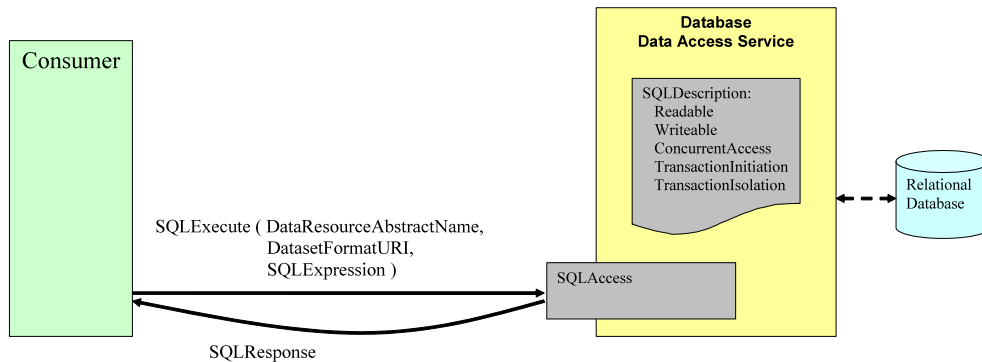 Consumer
Database
Data Access Service
SQLDescription:
Readable
Writeable
ConcurrentAccess
TransactionInitiation
TransactionIsolation
Relational
Database
SQLExecute ( DataResourceAbstractName,
DatasetFormatURI,
SQLExpression )
SQLAccess
SQLResponse